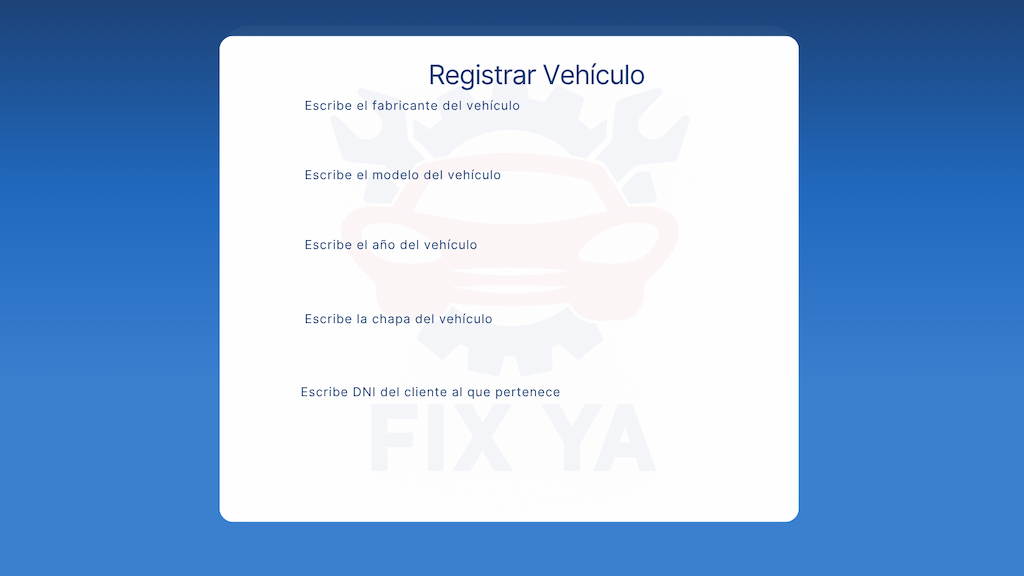 Registrar Vehículo
Escribe el fabricante del vehículo
Escribe el modelo del vehículo
Escribe el año del vehículo
Escribe la chapa del vehículo
Escribe DNI del cliente al que pertenece
FIX YA